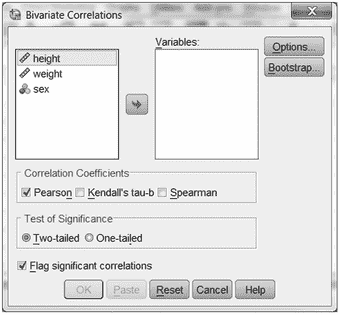 Bivariate Correlations
Variables:
height
weight
sex
Options...
Bootstrap...
Correlation Coefficients
Pearson Kendall's tau-b Spearman
Test of Significance
Two-tailed One-tailed
Flag significant correlations
OK Paste Reset Cancel Help